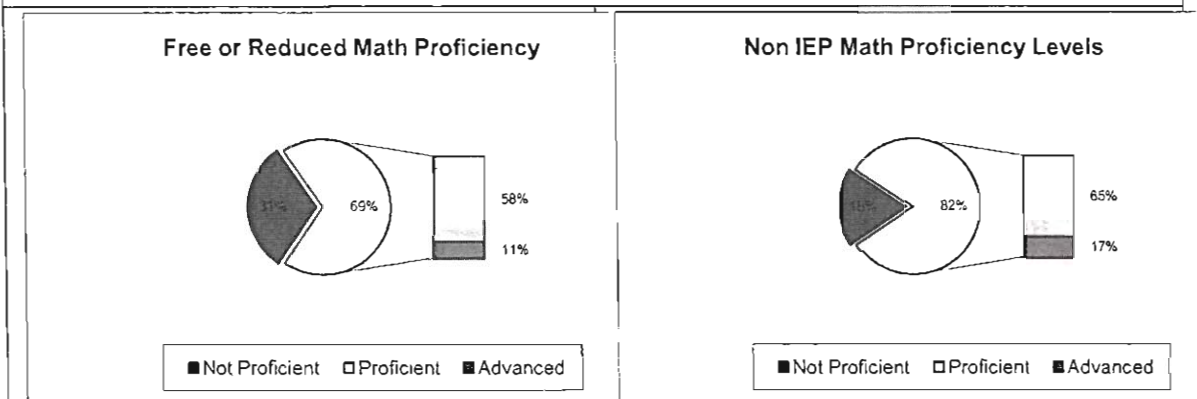 Free or Reduced Math Proficiency
31%
69%
58%
11%
■Not Proficient □Proficient ■Advanced
Non IEP Math Proficiency Levels
18%
82%
65%
17%
■Not Proficient □Proficient ■Advanced